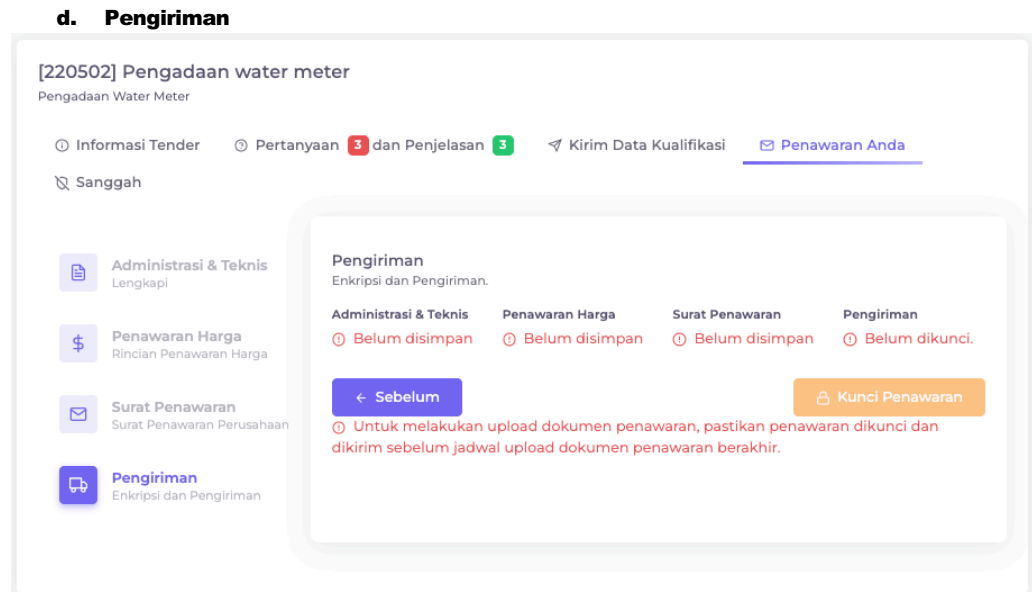 d. Pengiriman
[220502] Pengadaan water meter
Pengadaan Water Meter
Informasi Tender
Pertanyaan 3 dan Penjelasan 3
Kirim Data Kualifikasi
Penawaran Anda
Sanggah
Administrasi & Teknis
Lengkapi
Penawaran Harga
Rincian Penawaran Harga
Surat Penawaran
Surat Penawaran Perusahaan
Pengiriman
Enkripsi dan Pengiriman
Pengiriman
Enkripsi dan Pengiriman.
Administrasi & Teknis
Belum disimpan
Penawaran Harga
Belum disimpan
Surat Penawaran
Belum disimpan
Pengiriman
Belum dikunci.
Sebelum
Kunci Penawaran
Untuk melakukan upload dokumen penawaran, pastikan penawaran dikunci dan
dikirim sebelum jadwal upload dokumen penawaran berakhir.